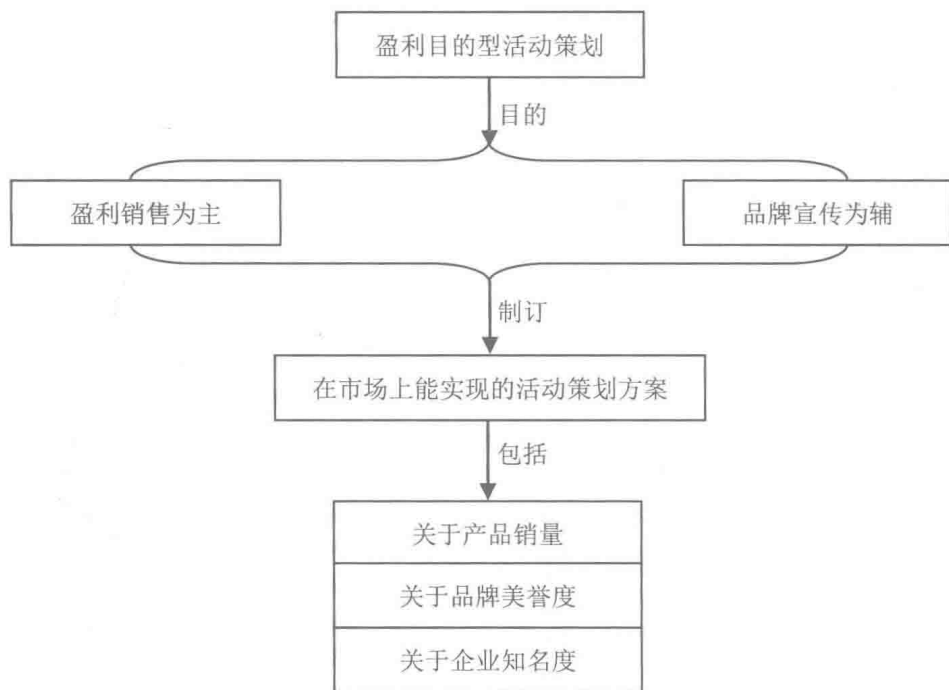 盈利目的型活动策划
目的
盈利销售为主
品牌宣传为辅
制订
在市场上能实现的活动策划方案
包括
关于产品销量
关于品牌美誉度
关于企业知名度